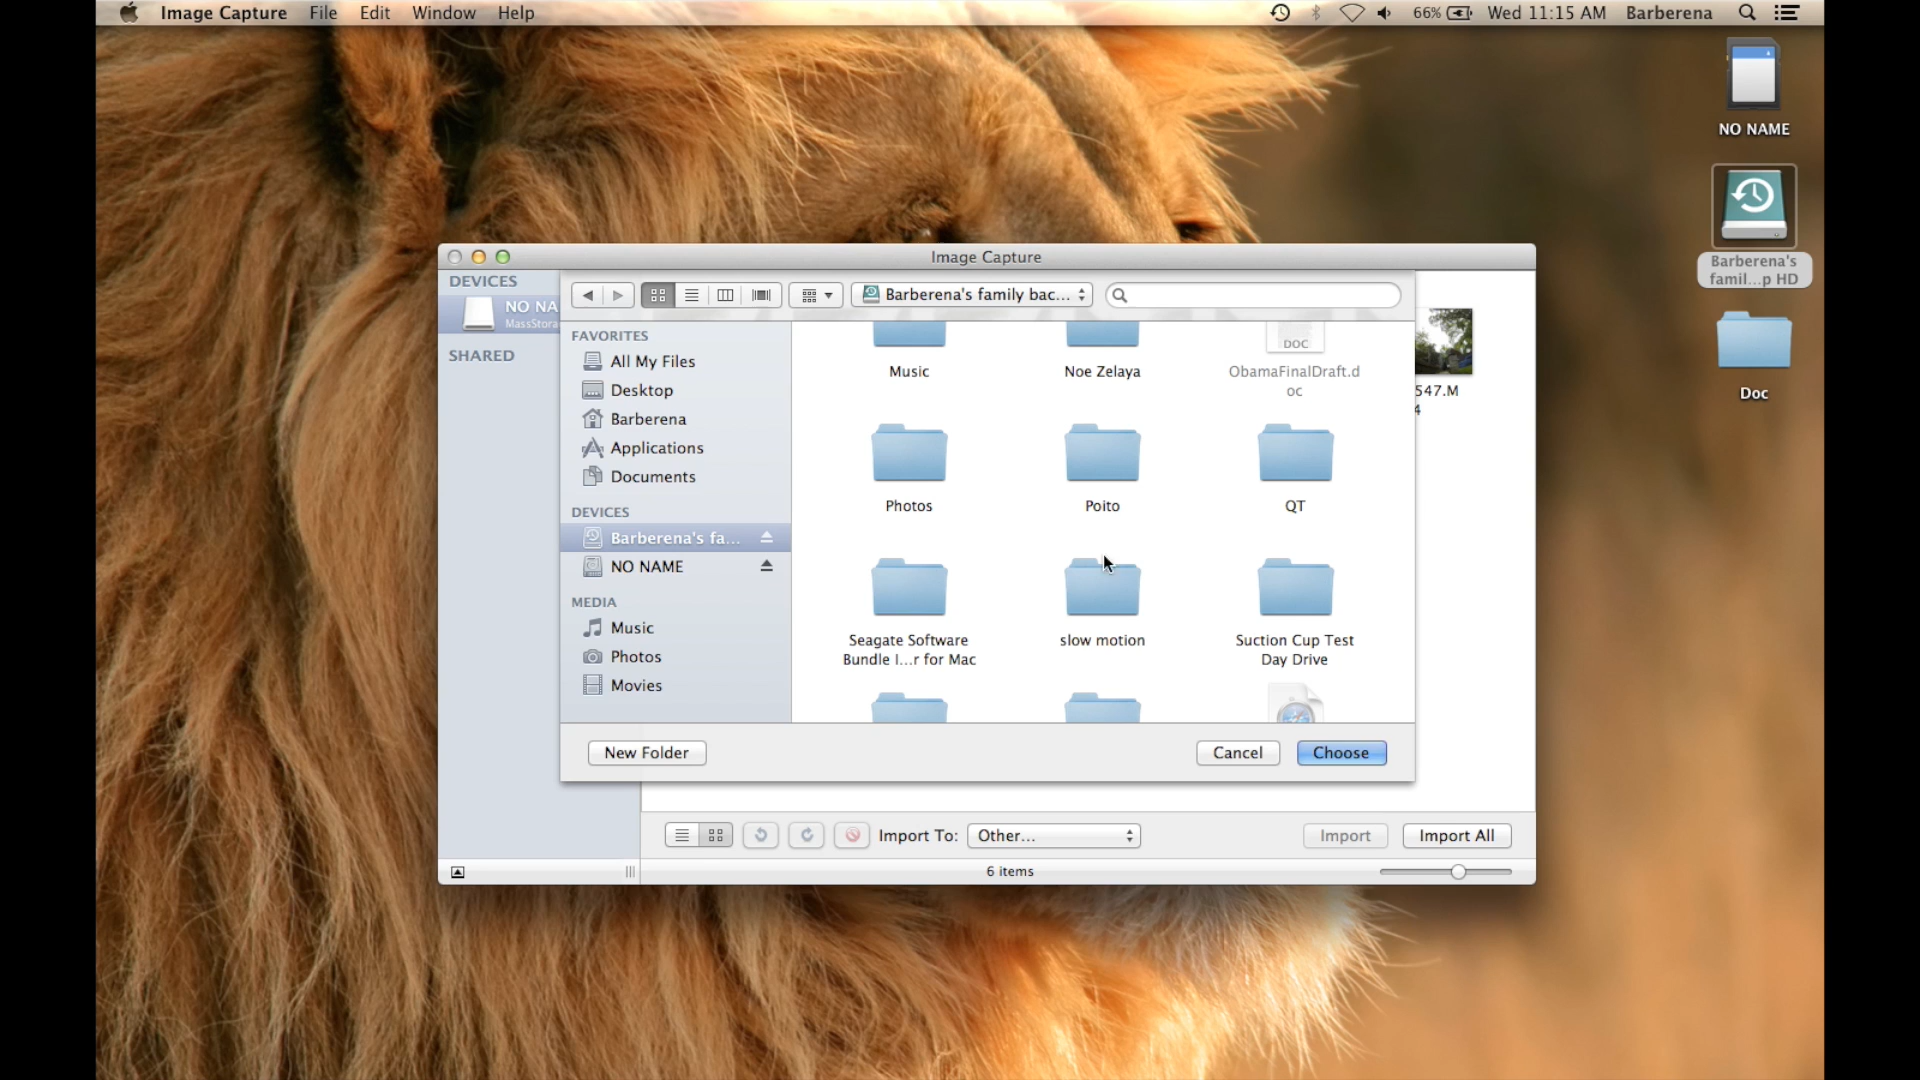 Image Capture File Edit Window Help
66% Wed 11:15 AM Barberena
NO NAME
Barberena's
famil...p HD
Doc
Image Capture
DEVICES
NO NA
MassStora
SHARED
Barberena's family bac...
FAVORITES
All My Files
Desktop
Barberena
Applications
Documents
DEVICES
Barberena's fa...
NO NAME
MEDIA
Music
Photos
Movies
Music
Noe Zelaya
DOC
ObamaFinalDraft.d
oc
Photos
Poito
QT
Seagate Software
Bundle I...r for Mac
slow motion
Suction Cup Test
Day Drive
547.M
4
New Folder
Cancel
Choose
Import To: Other...
Import
Import All
6 items